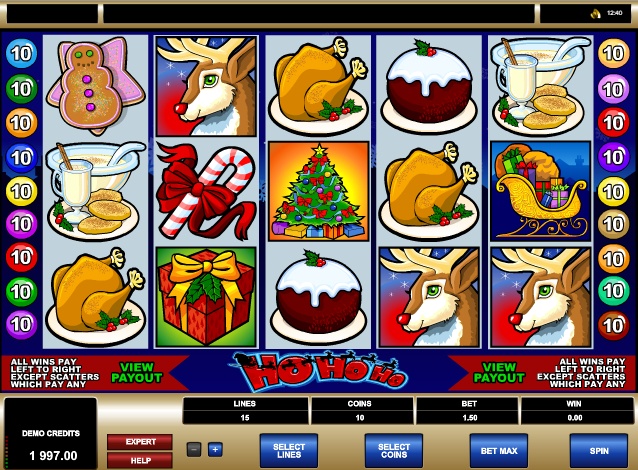 12:40
10 10
10 10
10 10
10 10
10 10
10 10
10 10
10 10
10 10
ALL WINS PAY
LEFT TO RIGHT
EXCEPT SCATTERS
WHICH PAY ANY
VIEW
PAYOUT
HO HO HO
VIEW
PAYOUT
ALL WINS PAY
LEFT TO RIGHT
EXCEPT SCATTERS
WHICH PAY ANY
LINES COINS BET WIN
15 10 1.50 0.00
DEMO CREDITS
1 997.00
EXPERT
HELP
- +
SELECT
LINES
SELECT
COINS
BET MAX
SPIN